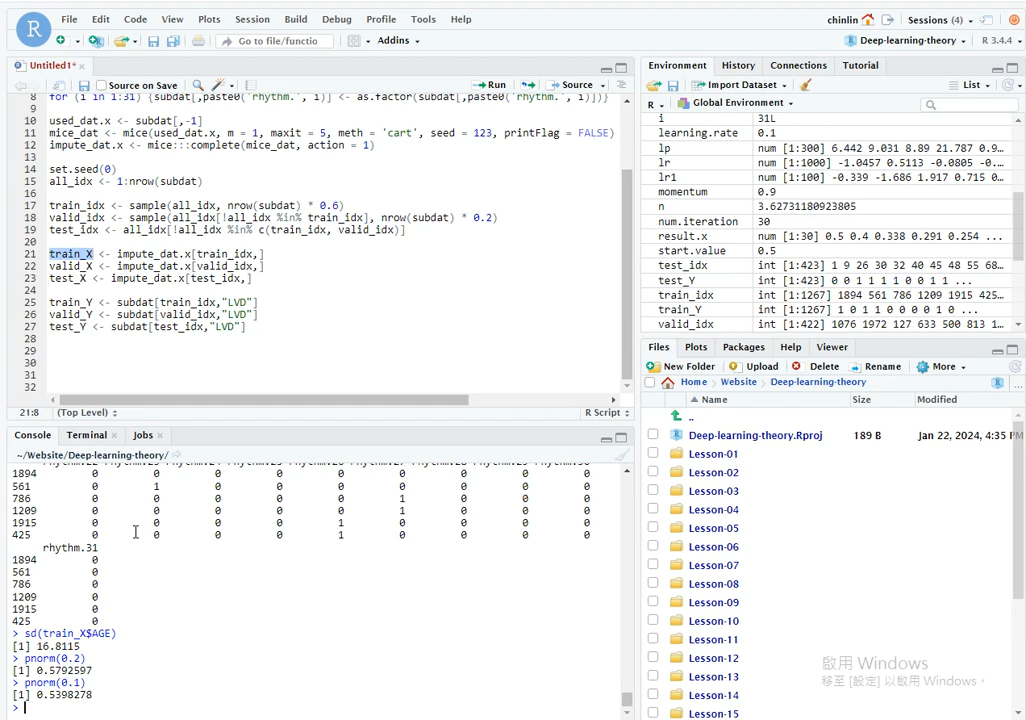 R
File Edit Code View Plots Session Build Debug Profile Tools Help
chinlin Sessions (4)
Go to file/functio Addins
Deep-learning-theory R 3.4.4
Untitled1*
Source on Save Run Source
8 for (i in 1:31) {subdat[,paste0('rhythm.', i)] <- as.factor(subdat[,paste0('rhythm.', i)])}
9
10 used_dat.x <- subdat[,-1]
11 mice_dat <- mice(used_dat.x, m = 1, maxit = 5, meth = 'cart', seed = 123, printFlag = FALSE)
12 impute_dat.x <- mice:::complete(mice_dat, action = 1)
13
14 set.seed(0)
15 all_idx <- 1:nrow(subdat)
16
17 train_idx <- sample(all_idx, nrow(subdat) * 0.6)
18 valid_idx <- sample(all_idx[!all_idx %in% train_idx], nrow(subdat) * 0.2)
19 test_idx <- all_idx[!all_idx %in% c(train_idx, valid_idx)]
20
21 train_X <- impute_dat.x[train_idx,]
22 valid_X <- impute_dat.x[valid_idx,]
23 test_X <- impute_dat.x[test_idx,]
24
25 train_Y <- subdat[train_idx,"LVD"]
26 valid_Y <- subdat[valid_idx,"LVD"]
27 test_Y <- subdat[test_idx,"LVD"]
28
29
30
31
32
21:8 (Top Level) R Script
Console Terminal Jobs
~/Website/Deep-learning-theory/
1894 0 0 0 0 0 0 0 0 0
561 0 1 0 0 0 0 0 0 0
786 0 0 0 0 0 1 0 0 0
1209 0 0 0 0 0 1 0 0 0
1915 0 0 0 0 1 0 0 0 0
425 0 0 0 0 1 0 0 0 0
rhythm.31
1894 0
561 0
786 0
1209 0
1915 0
425 0
> sd(train_X$AGE)
[1] 16.8115
> pnorm(0.2)
[1] 0.5792597
> pnorm(0.1)
[1] 0.5398278
>
Environment History Connections Tutorial
Import Dataset List
R Global Environment
i 31L
learning.rate 0.1
lp num [1:300] 6.442 9.031 8.89 21.787 0.9…
lr num [1:1000] -1.0457 0.5113 -0.0805 -0.…
lr1 num [1:100] -0.339 -1.686 1.917 0.715 0…
momentum 0.9
n 3.62731180923805
num.iteration 30
result.x num [1:30] 0.5 0.4 0.338 0.291 0.254 ...
start.value 0.5
test_idx int [1:423] 1 9 26 30 32 40 45 48 55 68…
test_Y int [1:423] 0 0 1 1 1 1 0 0 1 1 ...
train_idx int [1:1267] 1894 561 786 1209 1915 425…
train_Y int [1:1267] 1 0 1 1 0 0 0 0 1 0 ...
valid_idx int [1:422] 1076 1972 127 633 500 813 1…
Files Plots Packages Help Viewer
New Folder Upload Delete Rename More
Home Website Deep-learning-theory
Name Size Modified
..
Deep-learning-theory.Rproj 189 B Jan 22, 2024, 4:35 PM
Lesson-01
Lesson-02
Lesson-03
Lesson-04
Lesson-05
Lesson-06
Lesson-07
Lesson-08
Lesson-09
Lesson-10
Lesson-11
Lesson-12
Lesson-13
Lesson-14
Lesson-15
啟用 Windows
移至 [設定] 以啟用 Windows。